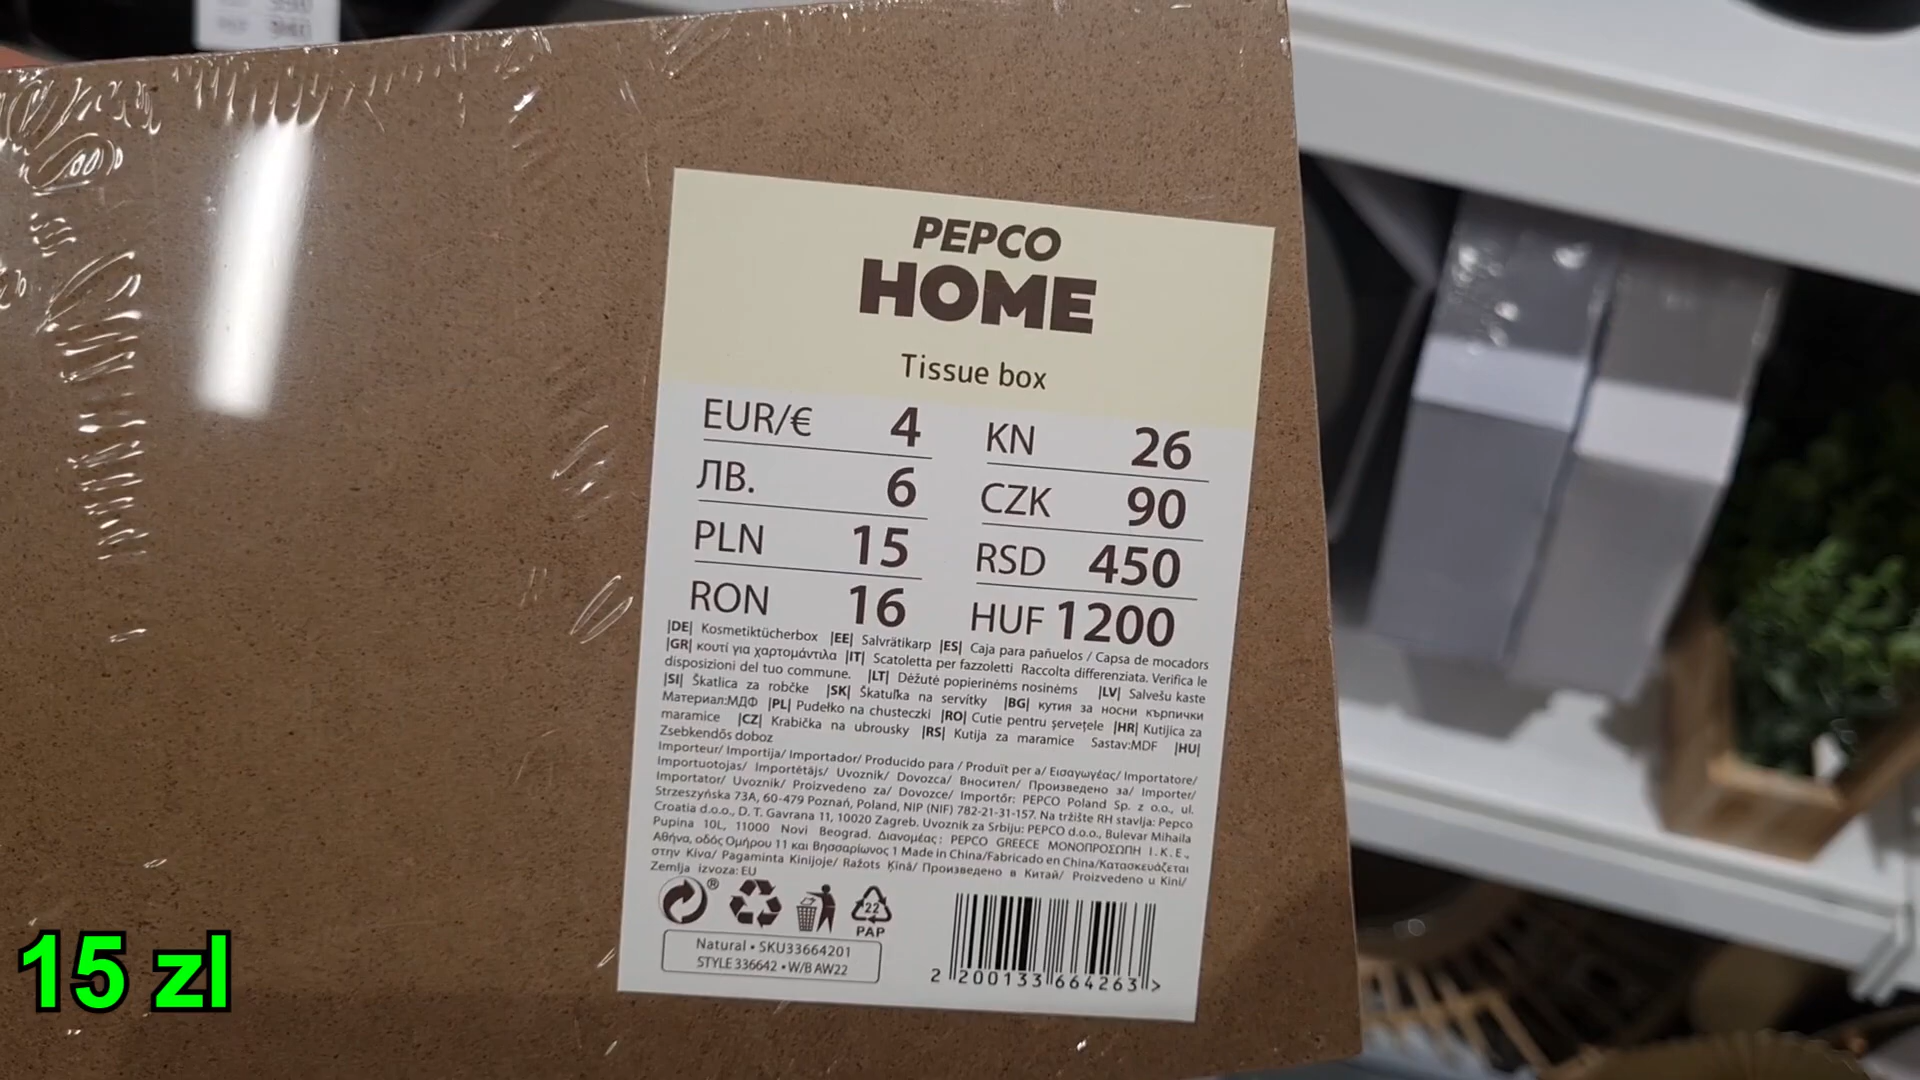 PEPCO
HOME
Tissue box
EUR/€ 4 KN 26
ЛВ. 6 CZK 90
PLN 15 RSD 450
RON 16 HUF 1200
|DE| Kosmetiktücherbox |EE| Salvrätikarp |ES| Caja para pañuelos / Capsa de mocadors
|GR| κουτί για χαρτομάντιλα |IT| Scatoletta per fazzoletti Raccolta differenziata. Verifica le
disposizioni del tuo commune. |LT| Dėžutė popierinėms nosinėms |LV| Salvešu kaste
|SI| Škatlica za robčke |SK| Škatuľka na servítky |BG| кутия за носни кърпички
Материал:МДФ |PL| Pudełko na chusteczki |RO| Cutie pentru șervețele |HR| Kutijica za
maramice |CZ| Krabička na ubrousky |RS| Kutija za maramice Sastav:MDF |HU|
Zsebkendős doboz
Importeur/ Importija/ Importador/ Producido para / Produït per a/ Εισαγωγέας/ Importatore/
Importuotojas/ Importētājs/ Uvoznik/ Dovozca/ Вносител/ Произведено за/ Importer/
Importator/ Uvoznik/ Proizvedeno za/ Dovozce/ Importőr: PEPCO Poland Sp. z o.o., ul.
Strzeszyńska 73A, 60-479 Poznań, Poland, NIP (NIF) 782-21-31-157. Na tržište RH stavlja: Pepco
Croatia d.o.o., D. T. Gavrana 11, 10020 Zagreb. Uvoznik za Srbiju: PEPCO d.o.o., Bulevar Mihaila
Pupina 10L, 11000 Novi Beograd. Διανομέας: PEPCO GREECE ΜΟΝΟΠΡΟΣΩΠΗ Ι.Κ.Ε.,
Αθήνα, οδός Ομήρου 11 και Βησσαρίωνος 1 Made in China/Fabricado en China/Κατασκευάζεται
στην Κίνα/ Pagaminta Kinijoje/ Ražots Ķīnā/ Произведено в Китай/ Proizvedeno u Kini/
Zemlja izvoza: EU
®
22
PAP
Natural • SKU33664201
STYLE 336642 • W/B AW22
2 200133 664263 >
15 zl